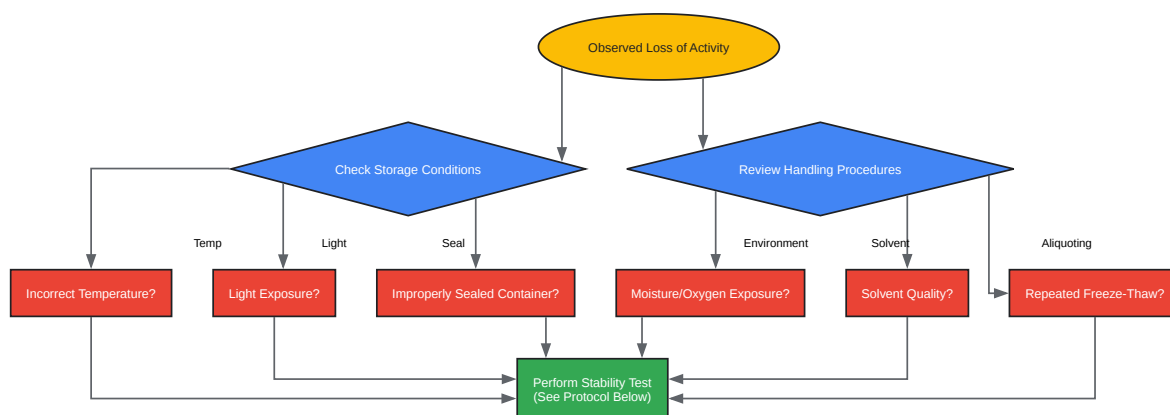 Observed Loss of Activity
Check Storage Conditions
Review Handling Procedures
Temp
Light
Seal
Environment
Solvent
Aliquoting
Incorrect Temperature?
Light Exposure?
Improperly Sealed Container?
Moisture/Oxygen Exposure?
Solvent Quality?
Repeated Freeze-Thaw?
Perform Stability Test
(See Protocol Below)